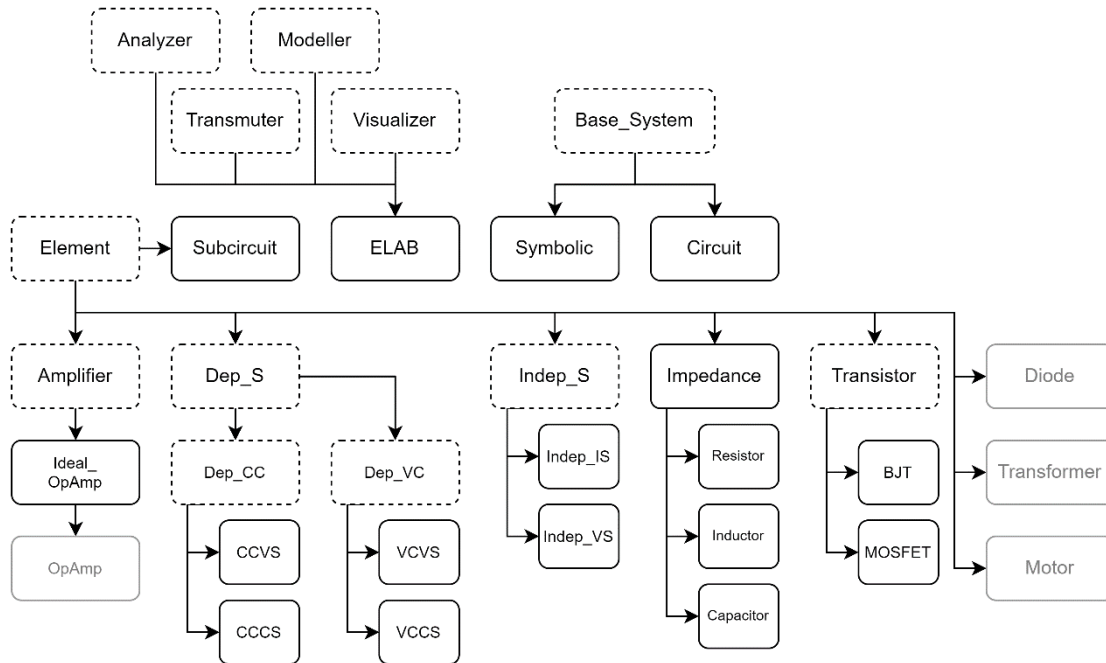 Analyzer
Modeller
Transmuter
Visualizer
Base_System
Element
Subcircuit
ELAB
Symbolic
Circuit
Amplifier
Dep_S
Indep_S
Impedance
Transistor
Diode
Ideal_
OpAmp
Dep_CC
Dep_VC
Indep_IS
Resistor
BJT
Transformer
OpAmp
CCVS
VCVS
Indep_VS
Inductor
MOSFET
Motor
CCCS
VCCS
Capacitor